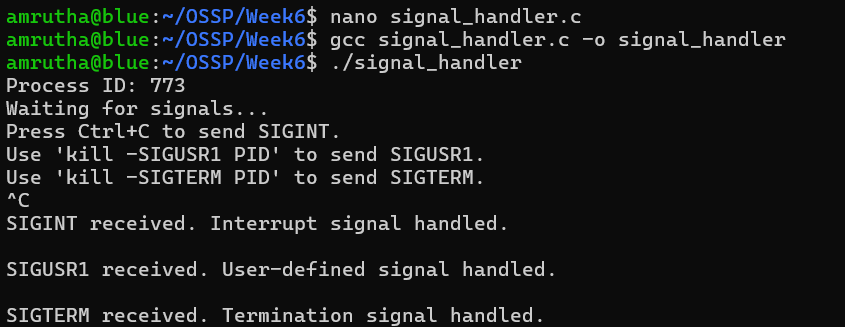 amrutha@blue:~/OSSP/Week6$ nano signal_handler.c
amrutha@blue:~/OSSP/Week6$ gcc signal_handler.c -o signal_handler
amrutha@blue:~/OSSP/Week6$ ./signal_handler
Process ID: 773
Waiting for signals...
Press Ctrl+C to send SIGINT.
Use 'kill -SIGUSR1 PID' to send SIGUSR1.
Use 'kill -SIGTERM PID' to send SIGTERM.
^C
SIGINT received. Interrupt signal handled.
SIGUSR1 received. User-defined signal handled.
SIGTERM received. Termination signal handled.